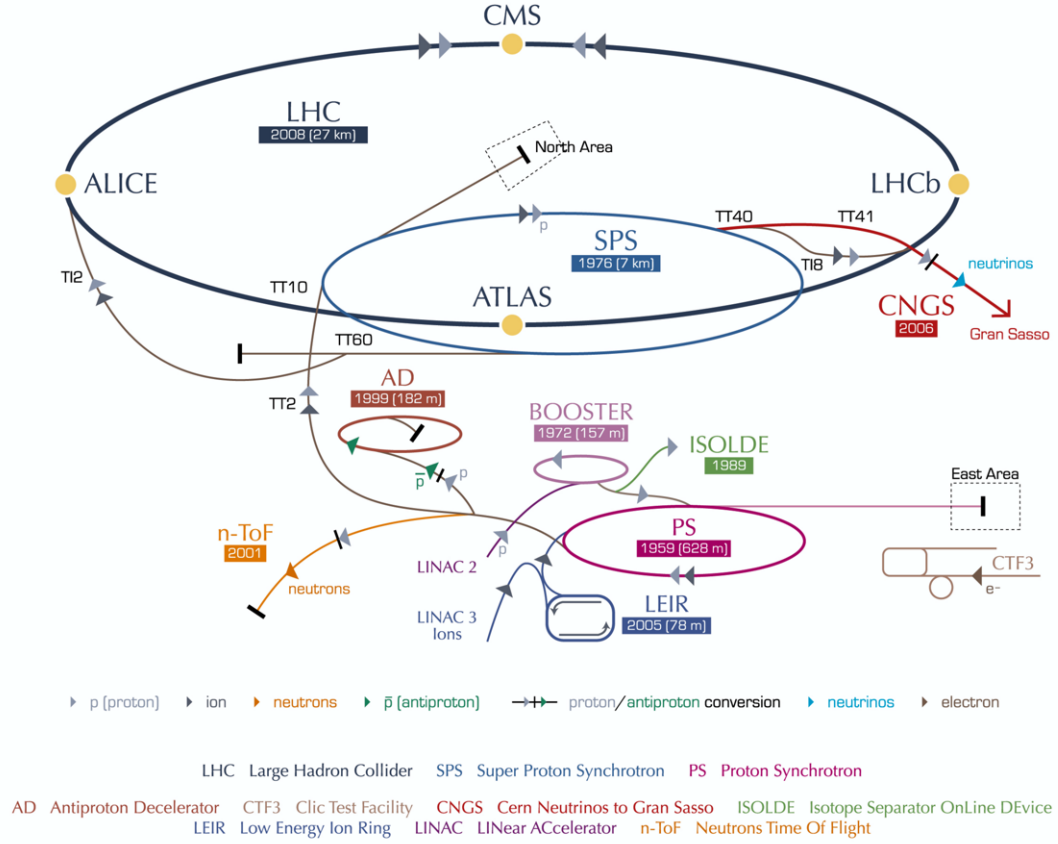 CMS
LHC
2008 (27 km)
North Area
ALICE
LHCb
TT40
TT41
p
SPS
1976 (7 km)
TI8
neutrinos
TI2
TT10
ATLAS
CNGS
2006
Gran Sasso
TT60
AD
1999 (182 m)
TT2
BOOSTER
1972 (157 m)
ISOLDE
1989
p̅
p
East Area
n-ToF
2001
PS
1959 (628 m)
p
LINAC 2
neutrons
CTF3
e-
LEIR
2005 (78 m)
LINAC 3
Ions
p (proton) ion neutrons p̅ (antiproton) proton/antiproton conversion neutrinos electron
LHC Large Hadron Collider SPS Super Proton Synchrotron PS Proton Synchrotron
AD Antiproton Decelerator CTF3 Clic Test Facility CNGS Cern Neutrinos to Gran Sasso ISOLDE Isotope Separator OnLine DEvice
LEIR Low Energy Ion Ring LINAC LINear ACcelerator n-ToF Neutrons Time Of Flight